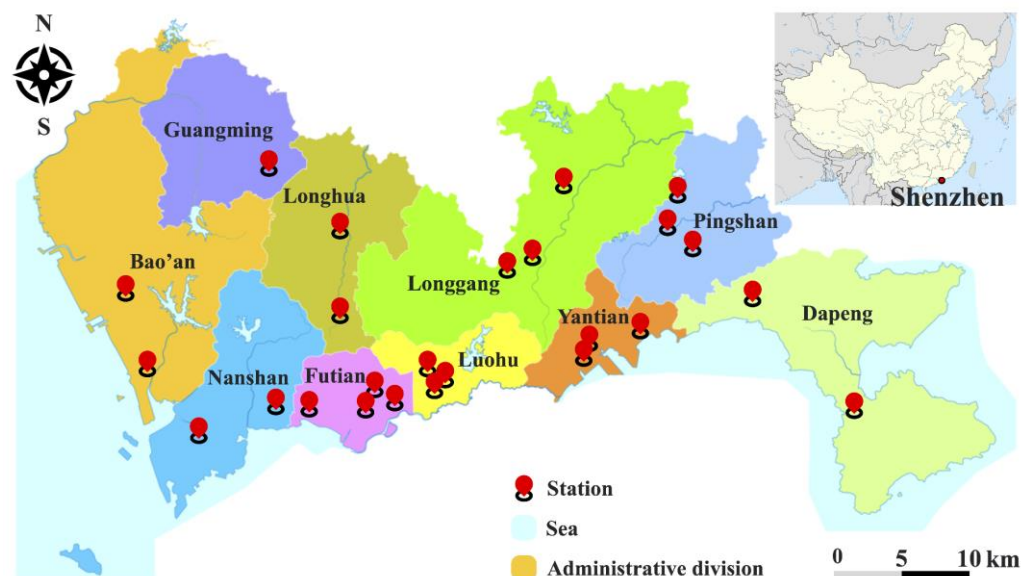 N
S
Guangming
Longhua
Bao’an
Longgang
Pingshan
Shenzhen
Yantian
Dapeng
Nanshan
Futian
Luohu
Station
Sea
Administrative division
0 5 10 km